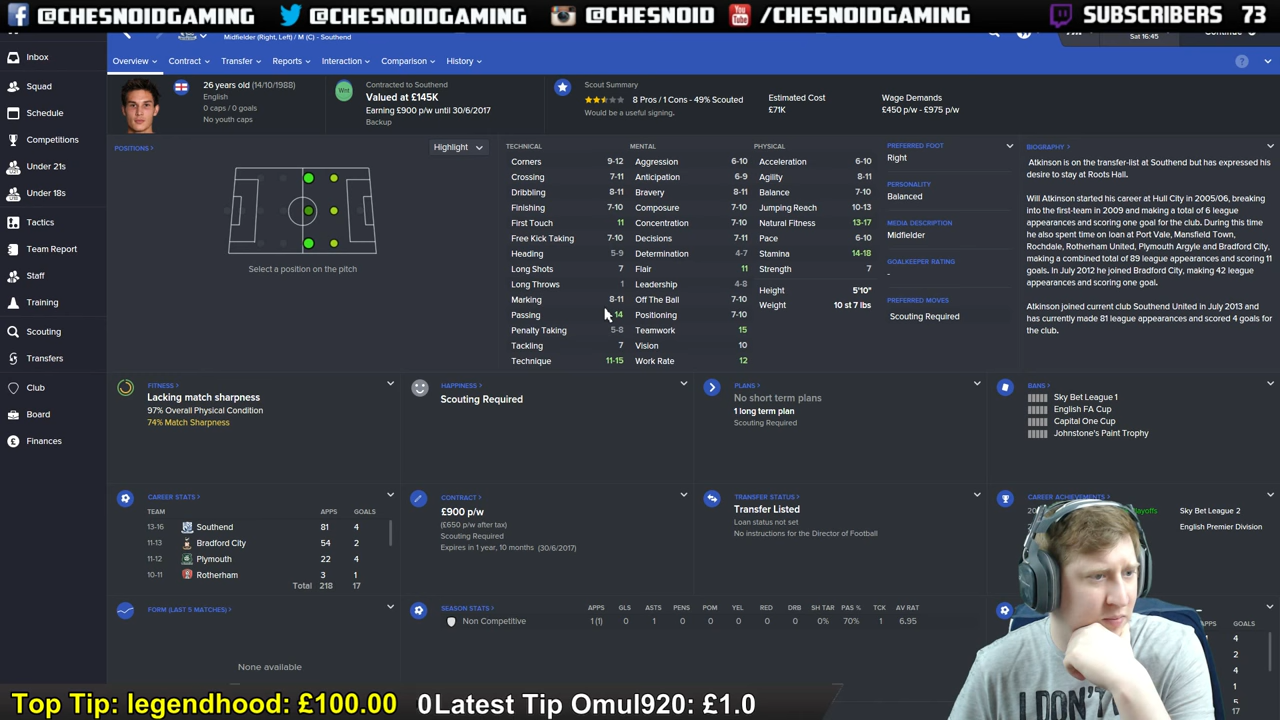 @CHESNOIDGAMING @CHESNOIDGAMING @CHESNOID /CHESNOIDGAMING SUBSCRIBERS 73
Midfielder (Right, Left) / M (C) - Southend
Sat 16:45
Continue
Overview Contract Transfer Reports Interaction Comparison History
Inbox
Squad
Schedule
Competitions
Under 21s
Under 18s
Tactics
Team Report
Staff
Training
Scouting
Transfers
Club
Board
Finances
26 years old (14/10/1988)
English
0 caps / 0 goals
No youth caps
Wnt
Contracted to Southend
Valued at £145K
Earning £900 p/w until 30/6/2017
Backup
Scout Summary
8 Pros / 1 Cons - 49% Scouted
Would be a useful signing.
Estimated Cost
£71K
Wage Demands
£450 p/w - £975 p/w
POSITIONS >
Highlight
Select a position on the pitch
TECHNICAL
Corners 9-12
Crossing 7-11
Dribbling 8-11
Finishing 7-10
First Touch 11
Free Kick Taking 7-10
Heading 5-9
Long Shots 7
Long Throws 1
Marking 8-11
Passing 14
Penalty Taking 5-8
Tackling 7
Technique 11-15
MENTAL
Aggression 6-10
Anticipation 6-9
Bravery 8-11
Composure 7-10
Concentration 7-10
Decisions 7-11
Determination 4-7
Flair 11
Leadership 4-8
Off The Ball 7-10
Positioning 7-10
Teamwork 15
Vision 10
Work Rate 12
PHYSICAL
Acceleration 6-10
Agility 8-11
Balance 7-10
Jumping Reach 10-13
Natural Fitness 13-17
Pace 6-10
Stamina 14-18
Strength 7
Height 5'10"
Weight 10 st 7 lbs
PREFERRED FOOT
Right
PERSONALITY
Balanced
MEDIA DESCRIPTION
Midfielder
GOALKEEPER RATING
-
PREFERRED MOVES
Scouting Required
BIOGRAPHY >
Atkinson is on the transfer-list at Southend but has expressed his
desire to stay at Roots Hall.
Will Atkinson started his career at Hull City in 2005/06, breaking
into the first-team in 2009 and making a total of 6 league
appearances and scoring one goal for the club. During this time
he also spent time on loan at Port Vale, Mansfield Town,
Rochdale, Rotherham United, Plymouth Argyle and Bradford City,
making a combined total of 89 league appearances and scoring 11
goals. In July 2012 he joined Bradford City, making 42 league
appearances and scoring one goal.
Atkinson joined current club Southend United in July 2013 and
has currently made 81 league appearances and scored 4 goals for
the club.
FITNESS >
Lacking match sharpness
97% Overall Physical Condition
74% Match Sharpness
HAPPINESS >
Scouting Required
PLANS >
No short term plans
1 long term plan
Scouting Required
BANS >
Sky Bet League 1
English FA Cup
Capital One Cup
Johnstone's Paint Trophy
CAREER STATS >
TEAM APPS GOALS
13-16 Southend 81 4
11-13 Bradford City 54 2
11-12 Plymouth 22 4
10-11 Rotherham 3 1
Total 218 17
CONTRACT >
£900 p/w
(£650 p/w after tax)
Scouting Required
Expires in 1 year, 10 months (30/6/2017)
TRANSFER STATUS >
Transfer Listed
Loan status not set
No instructions for the Director of Football
CAREER ACHIEVEMENTS >
Sky Bet League 2
English Premier Division
FORM (LAST 5 MATCHES) >
None available
SEASON STATS > APPS GLS ASTS PENS POM YEL RED DRB SH TAR PAS % TCK AV RAT
Non Competitive 1 (1) 0 1 0 0 0 0 0 0% 70% 1 6.95
APPS GOALS
4
2
4
1
5
17
I DON'T
Top Tip: legendhood: £100.00 0Latest Tip Omul920: £1.0